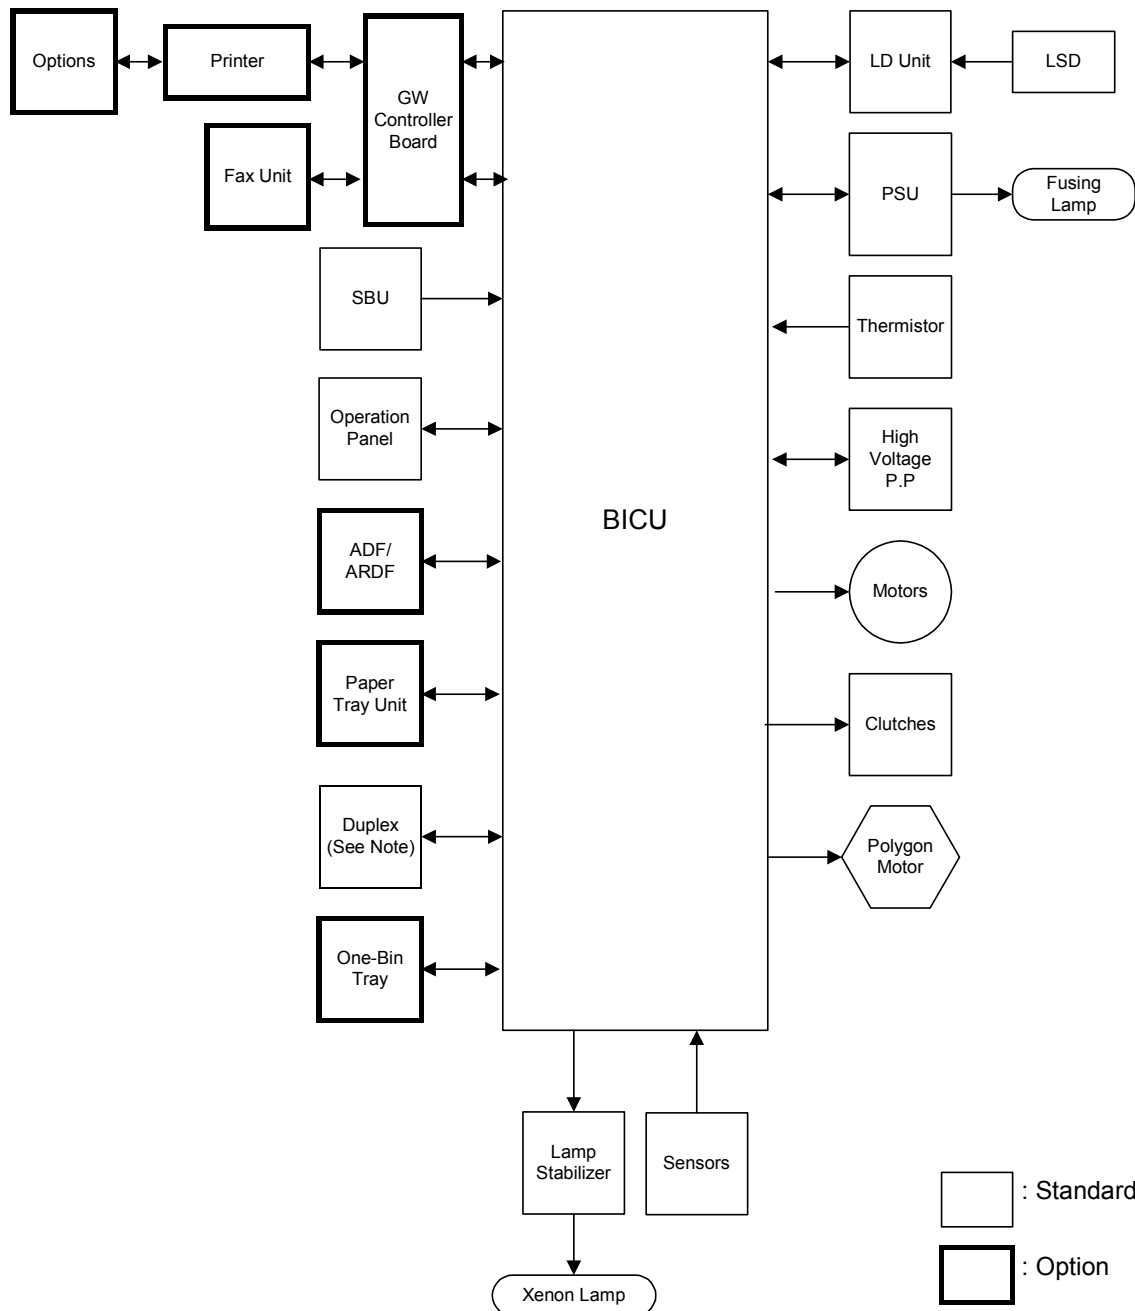 Options
Printer
GW
Controller
Board
Fax Unit
SBU
Operation
Panel
ADF/
ARDF
Paper
Tray Unit
Duplex
(See Note)
One-Bin
Tray
BICU
LD Unit
LSD
PSU
Fusing
Lamp
Thermistor
High
Voltage
P.P
Motors
Clutches
Polygon
Motor
Lamp
Stabilizer
Sensors
Xenon Lamp
: Standard
: Option